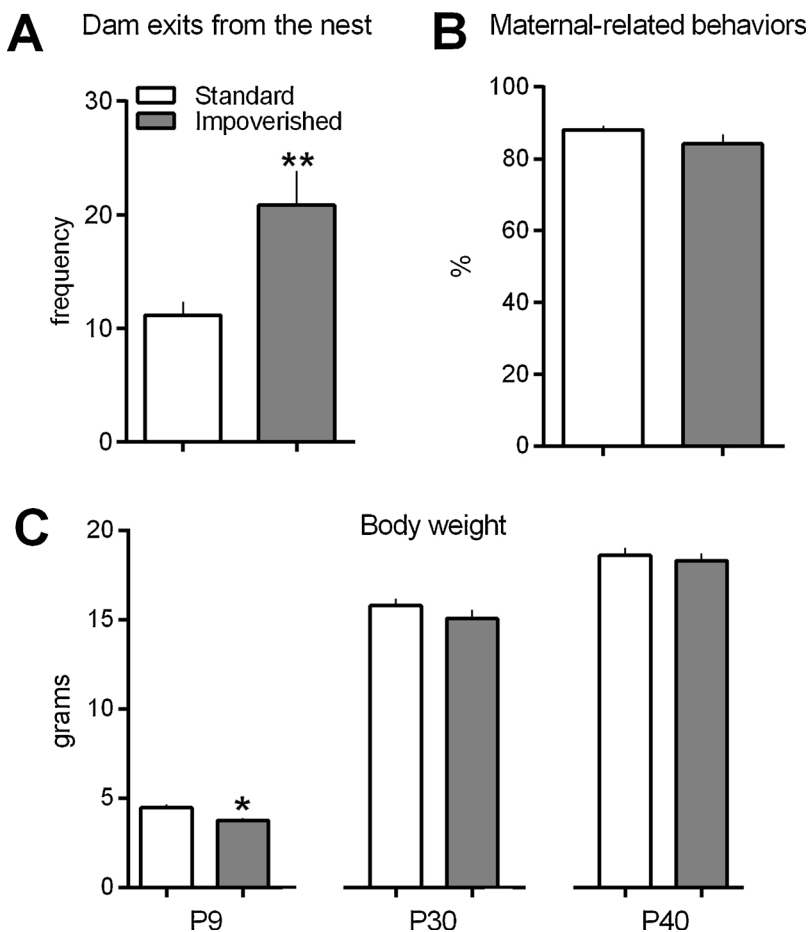 A
Dam exits from the nest
30
20
10
0
frequency
Standard
Impoverished
**
B
Maternal-related behaviors
100
80
60
40
20
0
%
C
Body weight
20
15
10
5
0
grams
*
P9
P30
P40